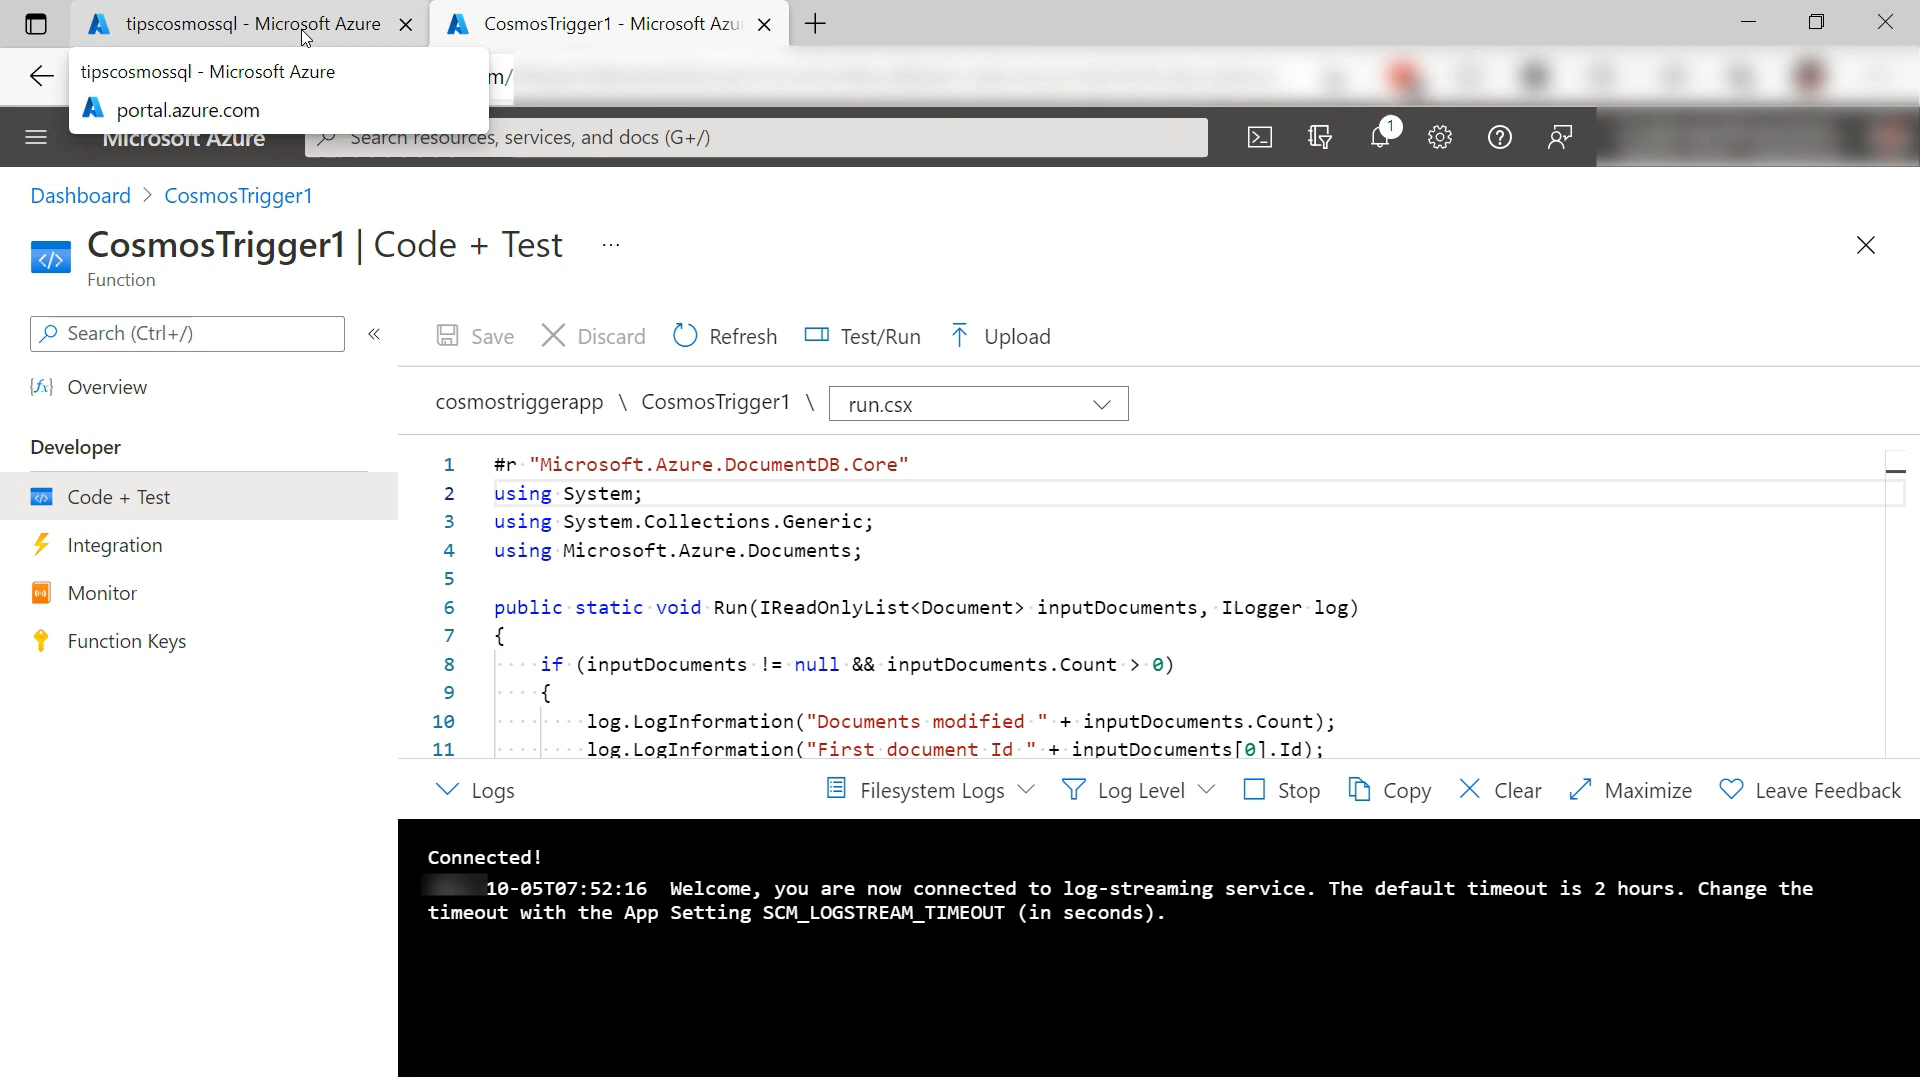 tipscosmossql - Microsoft Azure
CosmosTrigger1 - Microsoft Azu
tipscosmossql - Microsoft Azure
portal.azure.com
m/
Microsoft Azure
Search resources, services, and docs (G+/)
1
Dashboard > CosmosTrigger1
CosmosTrigger1 | Code + Test ...
Function
Search (Ctrl+/)
«
Overview
Developer
Code + Test
Integration
Monitor
Function Keys
Save Discard Refresh Test/Run Upload
cosmostriggerapp \ CosmosTrigger1 \ run.csx
1 #r "Microsoft.Azure.DocumentDB.Core"
2 using System;
3 using System.Collections.Generic;
4 using Microsoft.Azure.Documents;
5
6 public static void Run(IReadOnlyList<Document> inputDocuments, ILogger log)
7 {
8 if (inputDocuments != null && inputDocuments.Count > 0)
9 {
10 log.LogInformation("Documents modified " + inputDocuments.Count);
11 log.LogInformation("First document Id " + inputDocuments[0].Id);
Logs Filesystem Logs Log Level Stop Copy Clear Maximize Leave Feedback
Connected!
10-05T07:52:16 Welcome, you are now connected to log-streaming service. The default timeout is 2 hours. Change the
timeout with the App Setting SCM_LOGSTREAM_TIMEOUT (in seconds).